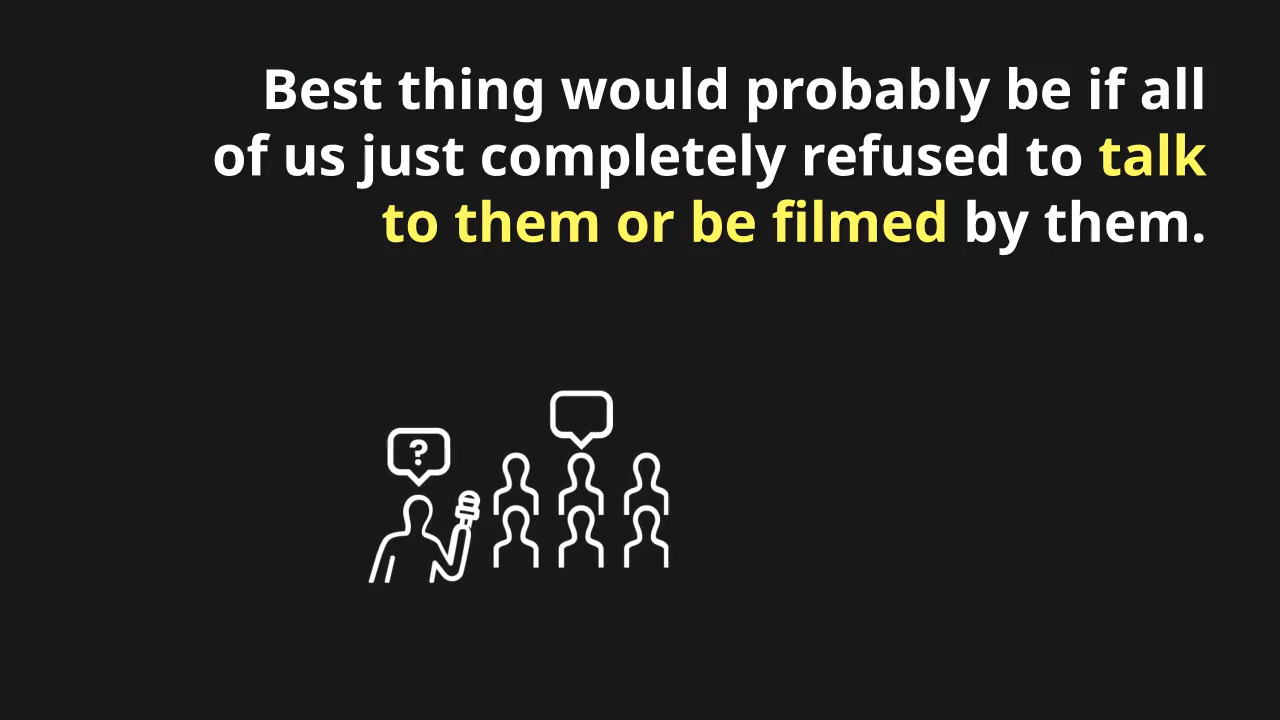 Best thing would probably be if all
of us just completely refused to talk
to them or be filmed by them.
?